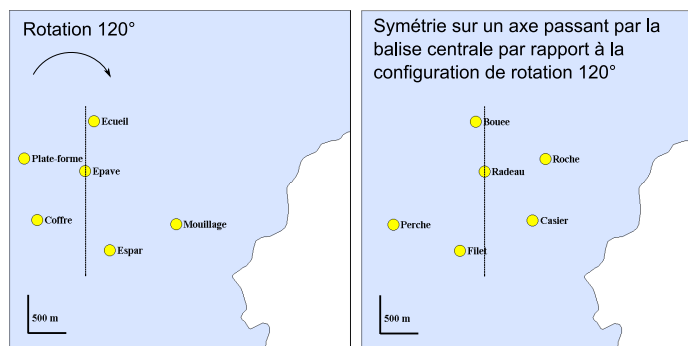 Rotation 120°
Ecueil
Plate-forme
Epave
Coffre
Mouillage
Espar
500 m
Symétrie sur un axe passant par la
balise centrale par rapport à la
configuration de rotation 120°
Bouee
Roche
Radeau
Perche
Casier
Filet
500 m